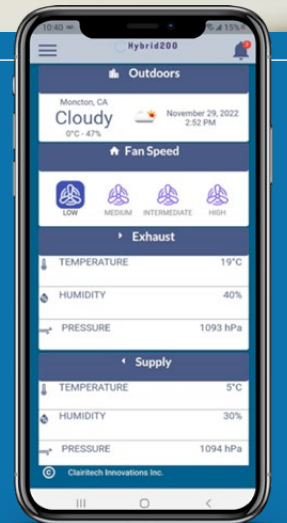 10:40
15%
Hybrid200
Outdoors
Moncton, CA
Cloudy
0°C - 47%
November 29, 2022
2:52 PM
Fan Speed
LOW MEDIUM INTERMEDIATE HIGH
Exhaust
TEMPERATURE 19°C
HUMIDITY 40%
PRESSURE 1093 hPa
Supply
TEMPERATURE 5°C
HUMIDITY 30%
PRESSURE 1094 hPa
© Clairitech Innovations Inc.